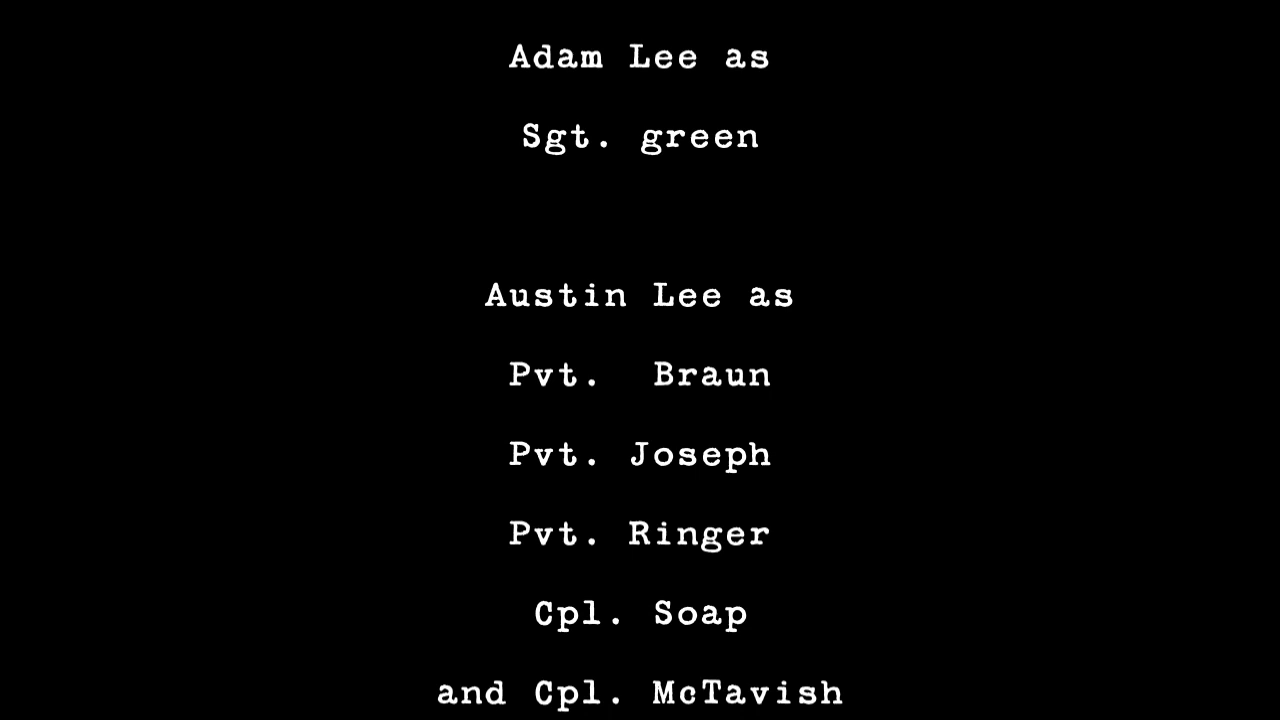 Adam Lee as
Sgt. green
Austin Lee as
Pvt.  Braun
Pvt. Joseph
Pvt. Ringer
Cpl. Soap
and Cpl. McTavish